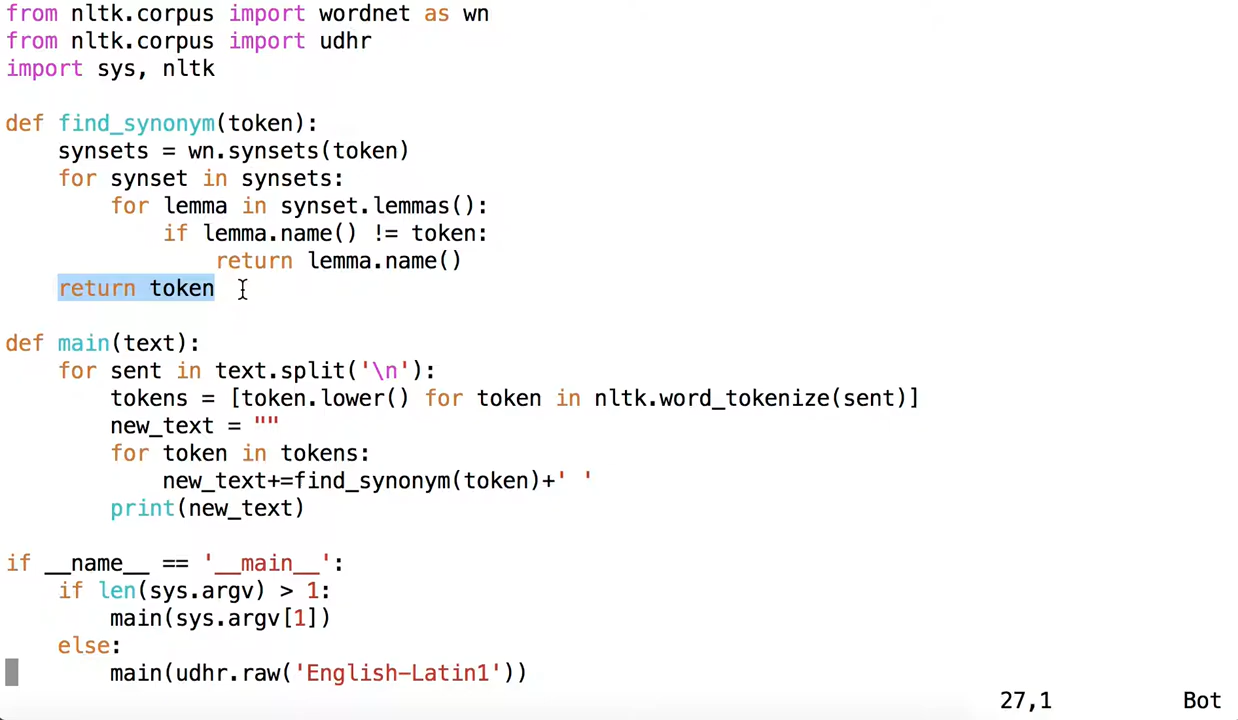 from nltk.corpus import wordnet as wn
from nltk.corpus import udhr
import sys, nltk

def find_synonym(token):
    synsets = wn.synsets(token)
    for synset in synsets:
        for lemma in synset.lemmas():
            if lemma.name() != token:
                return lemma.name()
    return token

def main(text):
    for sent in text.split('\n'):
        tokens = [token.lower() for token in nltk.word_tokenize(sent)]
        new_text = ""
        for token in tokens:
            new_text+=find_synonym(token)+' '
        print(new_text)

if __name__ == '__main__':
    if len(sys.argv) > 1:
        main(sys.argv[1])
    else:
        main(udhr.raw('English-Latin1'))
27,1 Bot